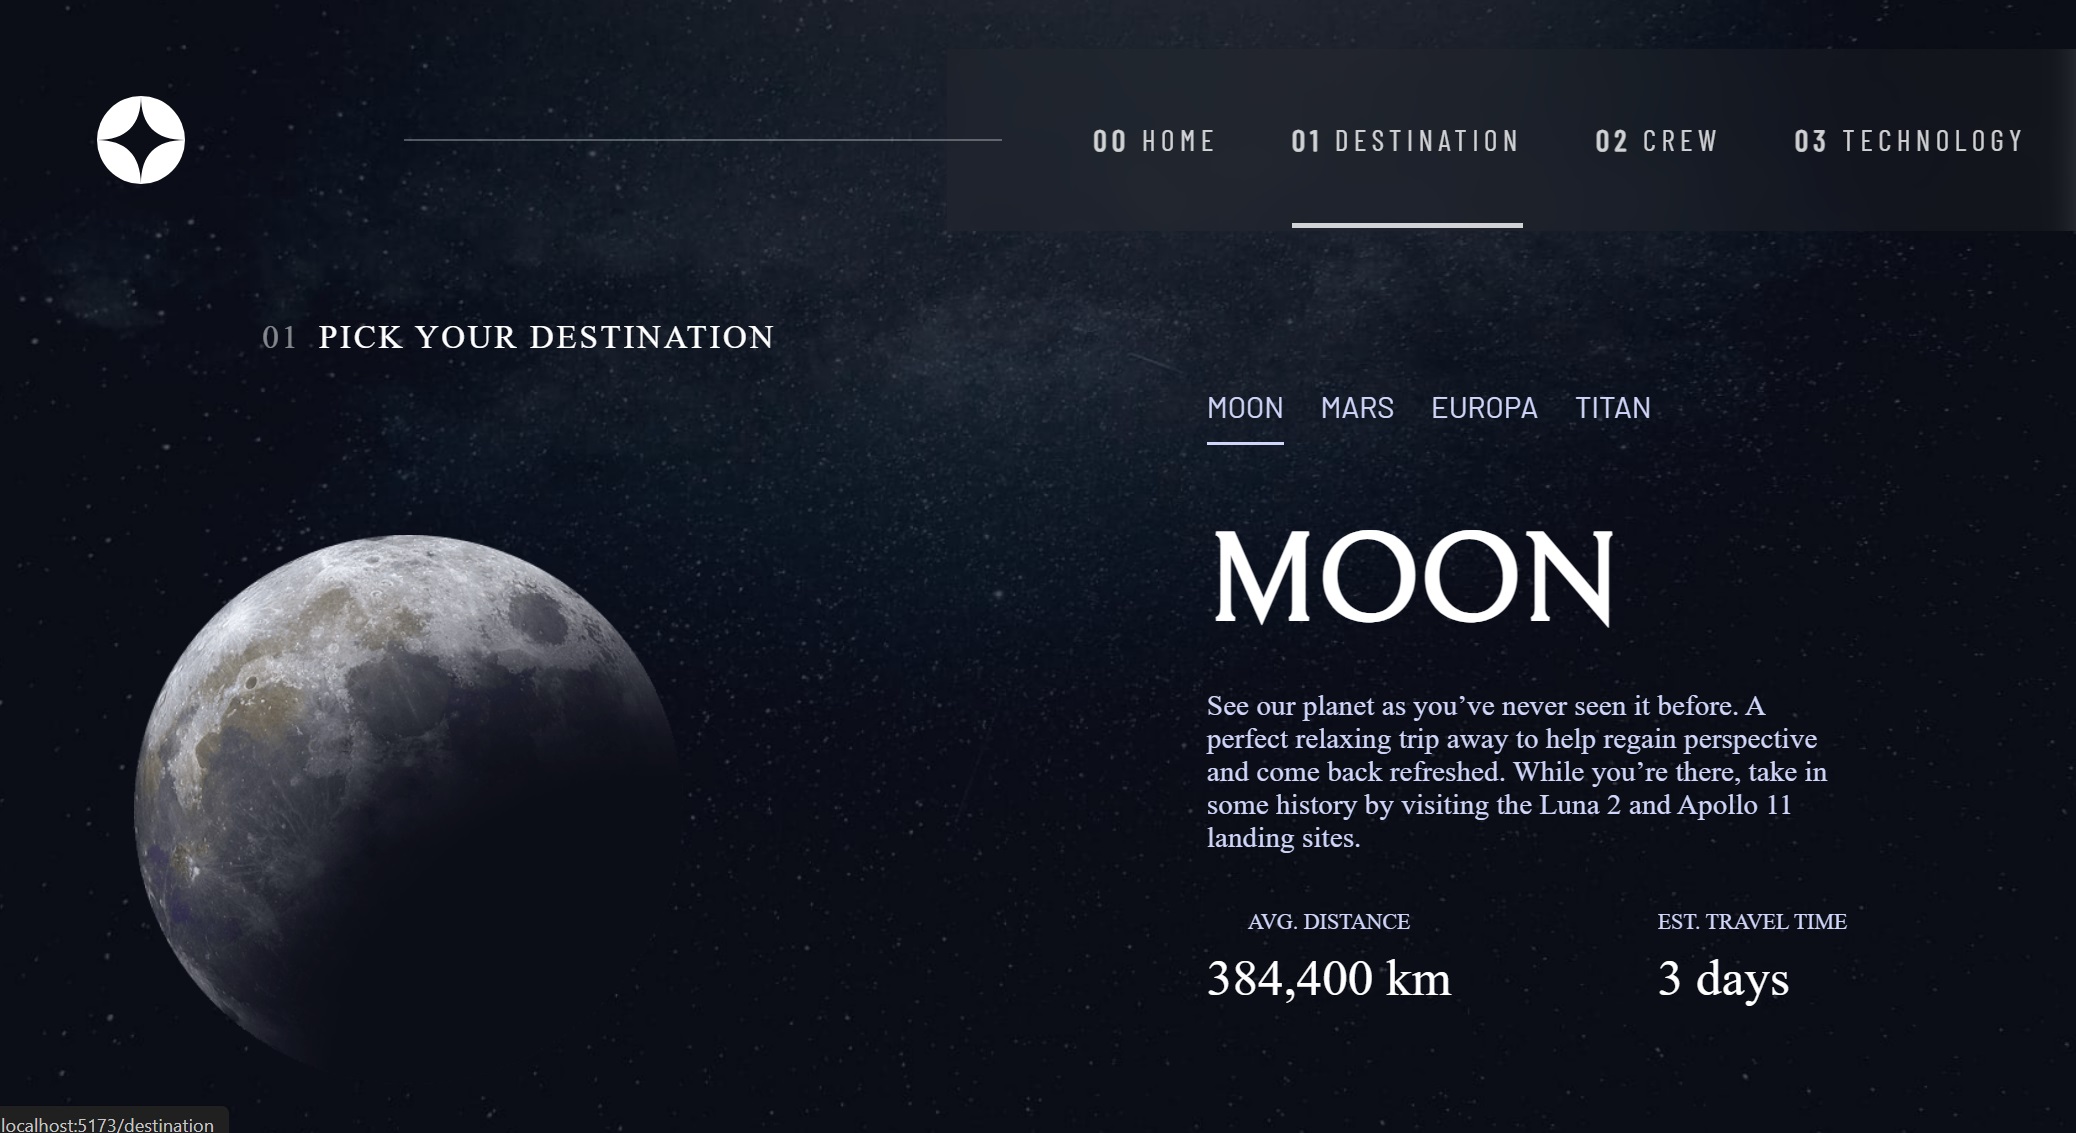 00 HOME 01 DESTINATION 02 CREW 03 TECHNOLOGY
01 PICK YOUR DESTINATION
MOON MARS EUROPA TITAN
MOON
See our planet as you’ve never seen it before. A
perfect relaxing trip away to help regain perspective
and come back refreshed. While you’re there, take in
some history by visiting the Luna 2 and Apollo 11
landing sites.
AVG. DISTANCE EST. TRAVEL TIME
384,400 km 3 days
localhost:5173/destination